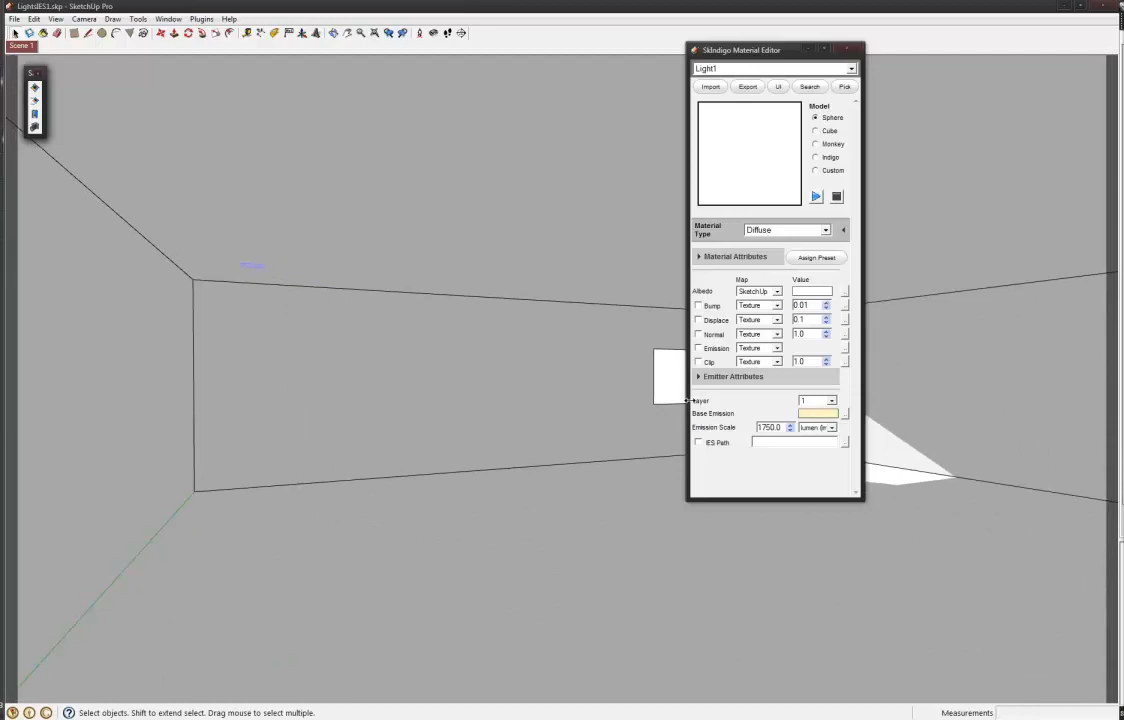 LightsIES1.skp - SketchUp Pro
File Edit View Camera Draw Tools Window Plugins Help
Scene 1
S..
SkIndigo Material Editor
Light1
Import Export UI Search Pick
Model
Sphere
Cube
Monkey
Indigo
Custom
Material Type Diffuse
Material Attributes Assign Preset
Map Value
Albedo SketchUp
Bump Texture 0.01
Displace Texture 0.1
Normal Texture 1.0
Emission Texture
Clip Texture 1.0
Emitter Attributes
Layer 1
Base Emission
Emission Scale 1750.0 lumen (lm
IES Path
Select objects. Shift to extend select. Drag mouse to select multiple.
Measurements